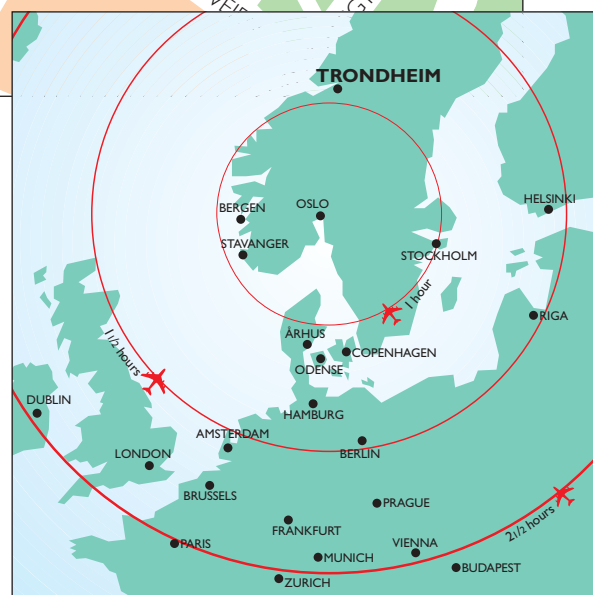 TRONDHEIM
BERGEN
OSLO
HELSINKI
STAVANGER
STOCKHOLM
1 hour
RIGA
ÅRHUS
COPENHAGEN
ODENSE
1 1/2 hours
DUBLIN
HAMBURG
AMSTERDAM
LONDON
BERLIN
BRUSSELS
PRAGUE
2 1/2 hours
FRANKFURT
PARIS
VIENNA
MUNICH
BUDAPEST
ZURICH